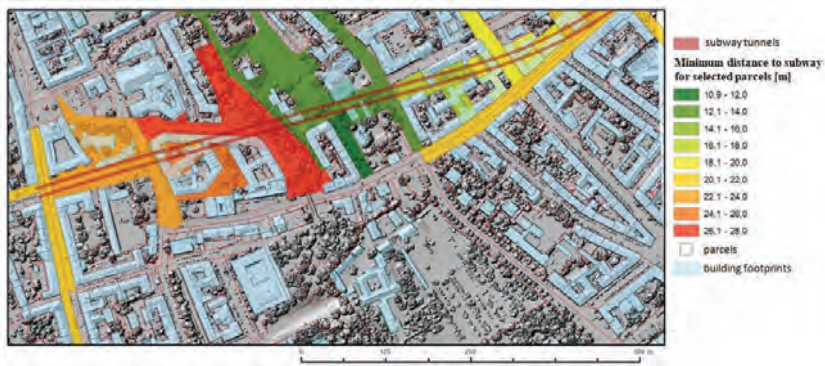 subway tunnels
Minimum distance to subway
for selected parcels [m]
10,9 - 12,0
12,1 - 14,0
14,1 - 16,0
16,1 - 18,0
18,1 - 20,0
20,1 - 22,0
22,1 - 24,0
24,1 - 26,0
26,1 - 28,0
parcels
building footprints
0 125 250 500 m